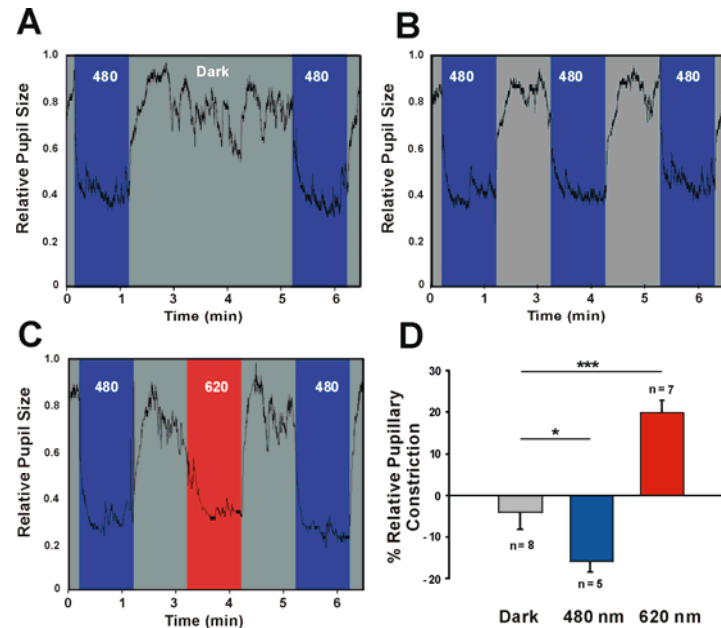 A
Relative Pupil Size
1.0
0.8
0.6
0.4
0.2
0
480
Dark
480
0 1 3 4 5 6
Time (min)
B
Relative Pupil Size
1.0
0.8
0.6
0.4
0.2
0
480
480
480
0 1 2 3 4 5 6
Time (min)
C
Relative Pupil Size
1.0
0.8
0.6
0.4
0.2
0
480
620
480
0 1 2 3 4 5 6
Time (min)
D
% Relative Pupillary
Constriction
30
20
10
0
-10
-20
***
n = 7
*
n = 8
n = 5
Dark 480 nm 620 nm